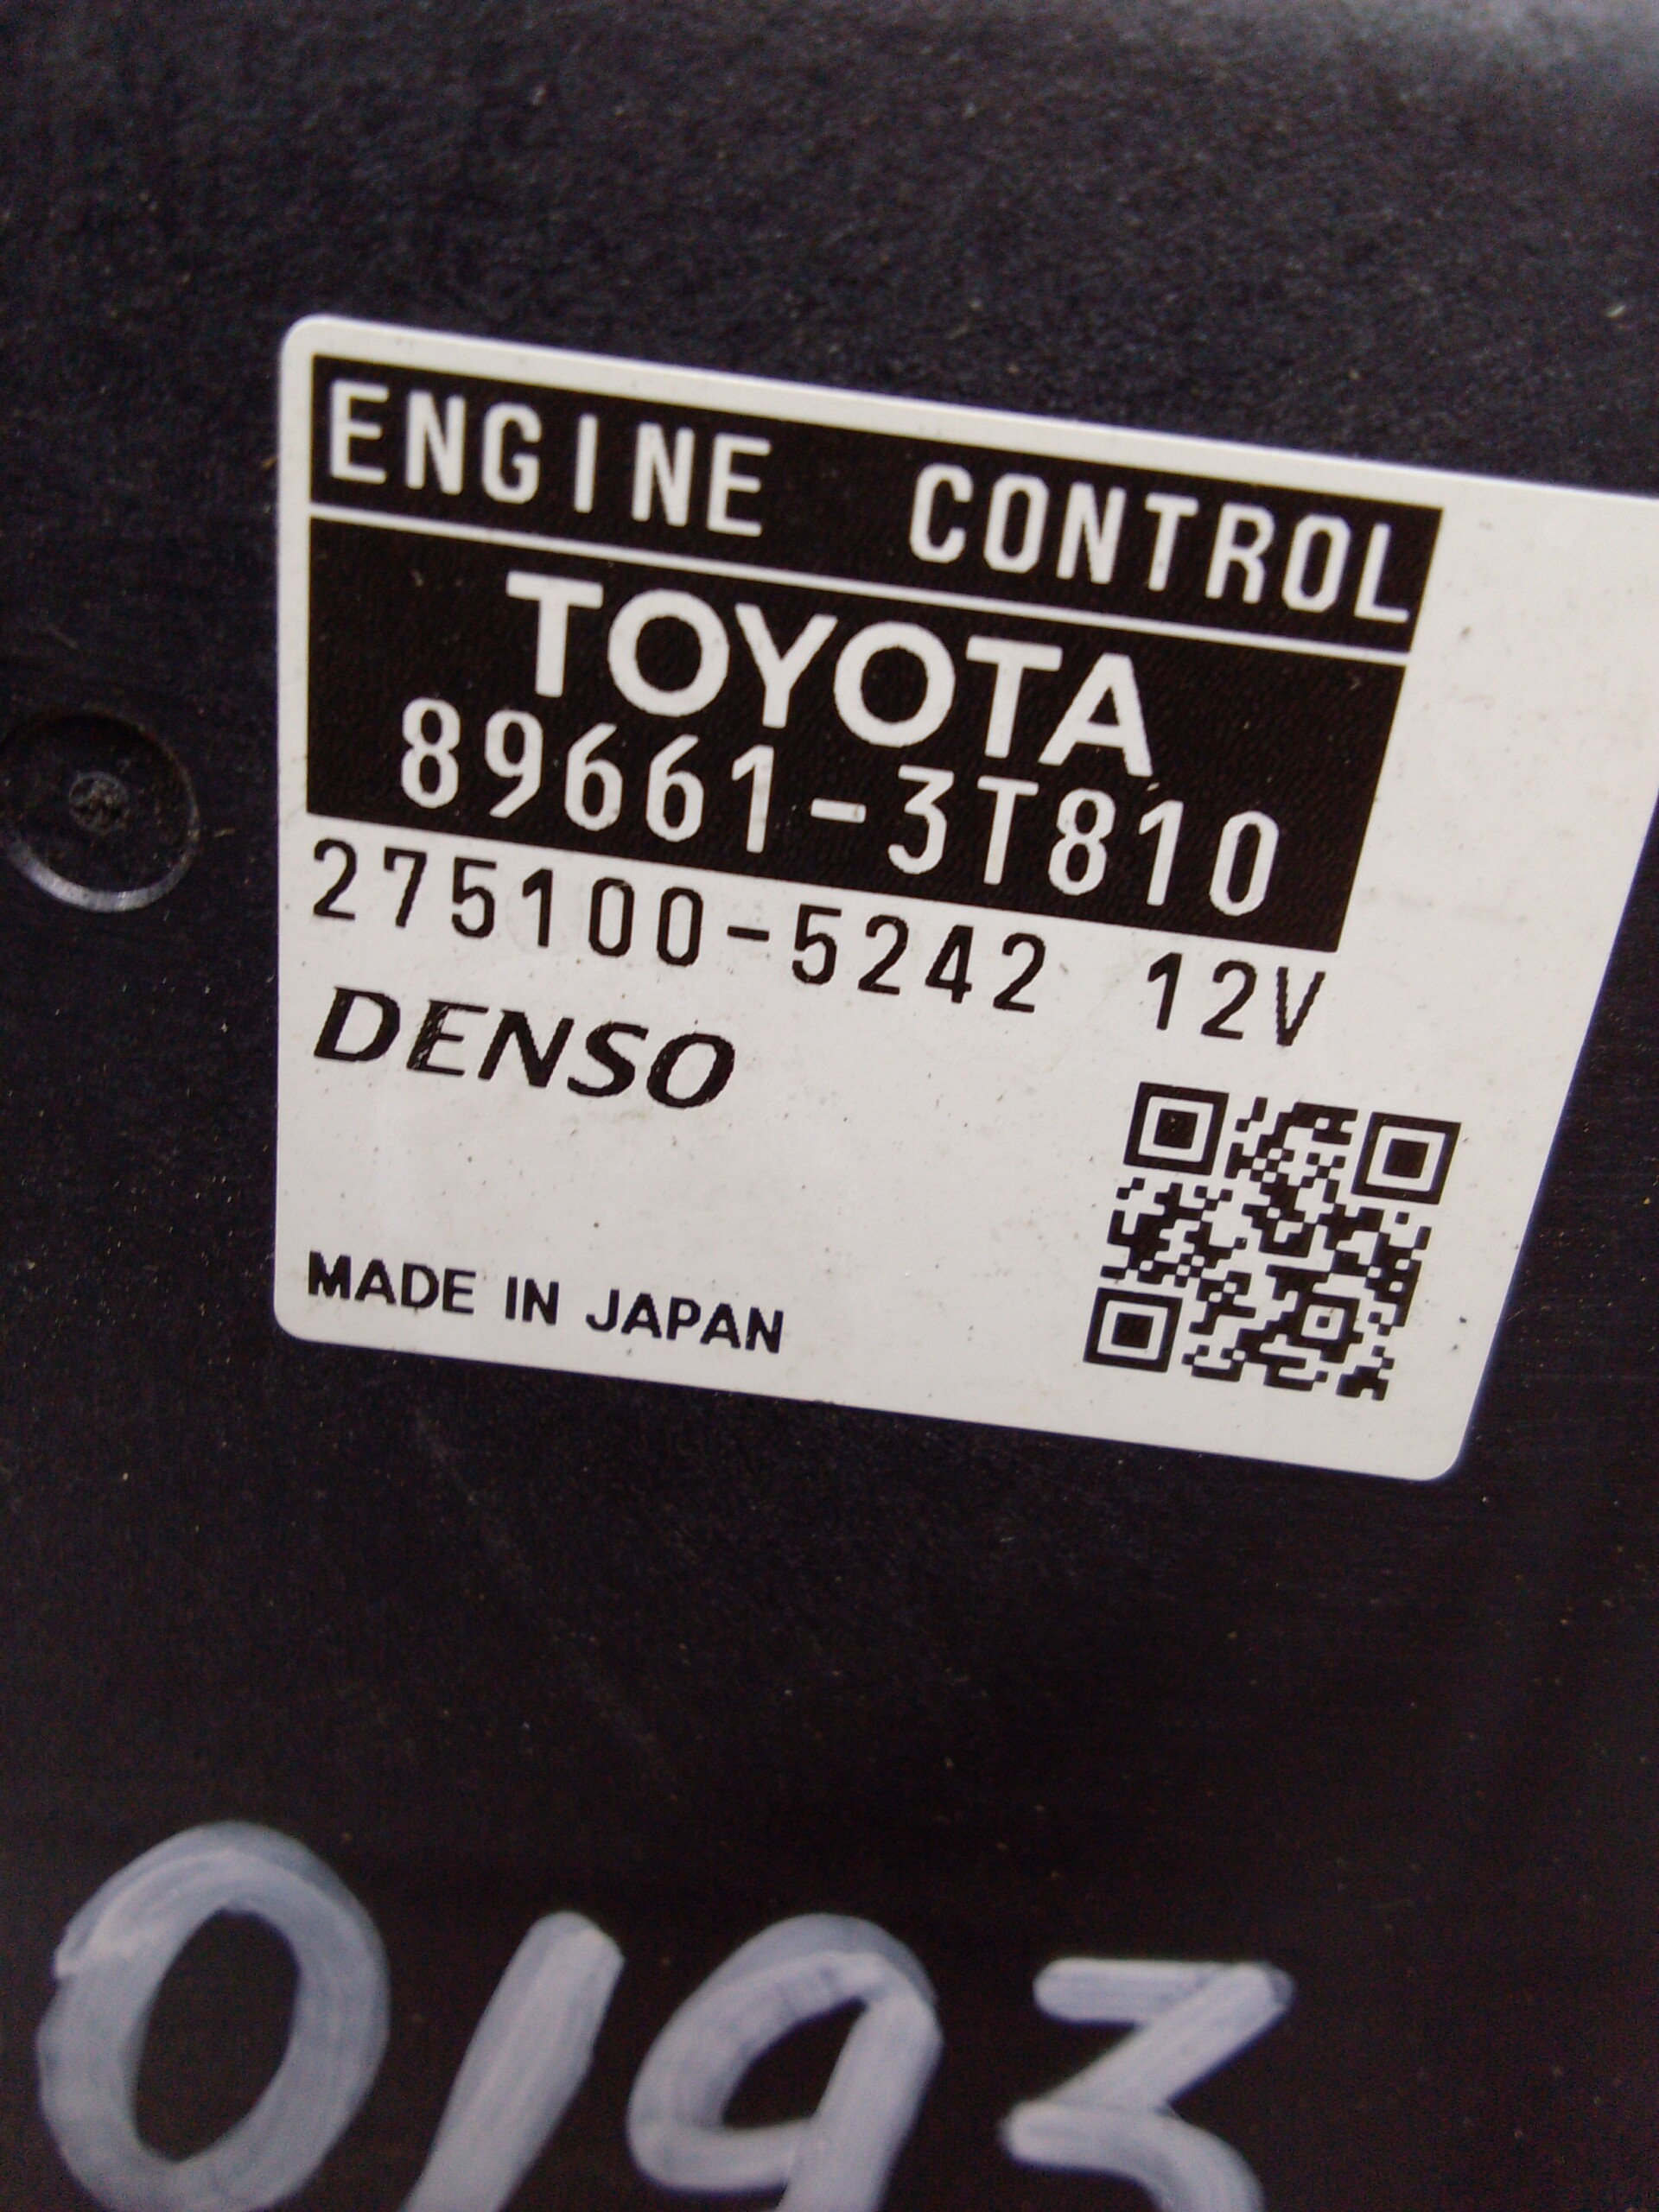 ENGINE CONTROL
TOYOTA
89661-3T810
275100-5242 12V
DENSO
MADE IN JAPAN
0193